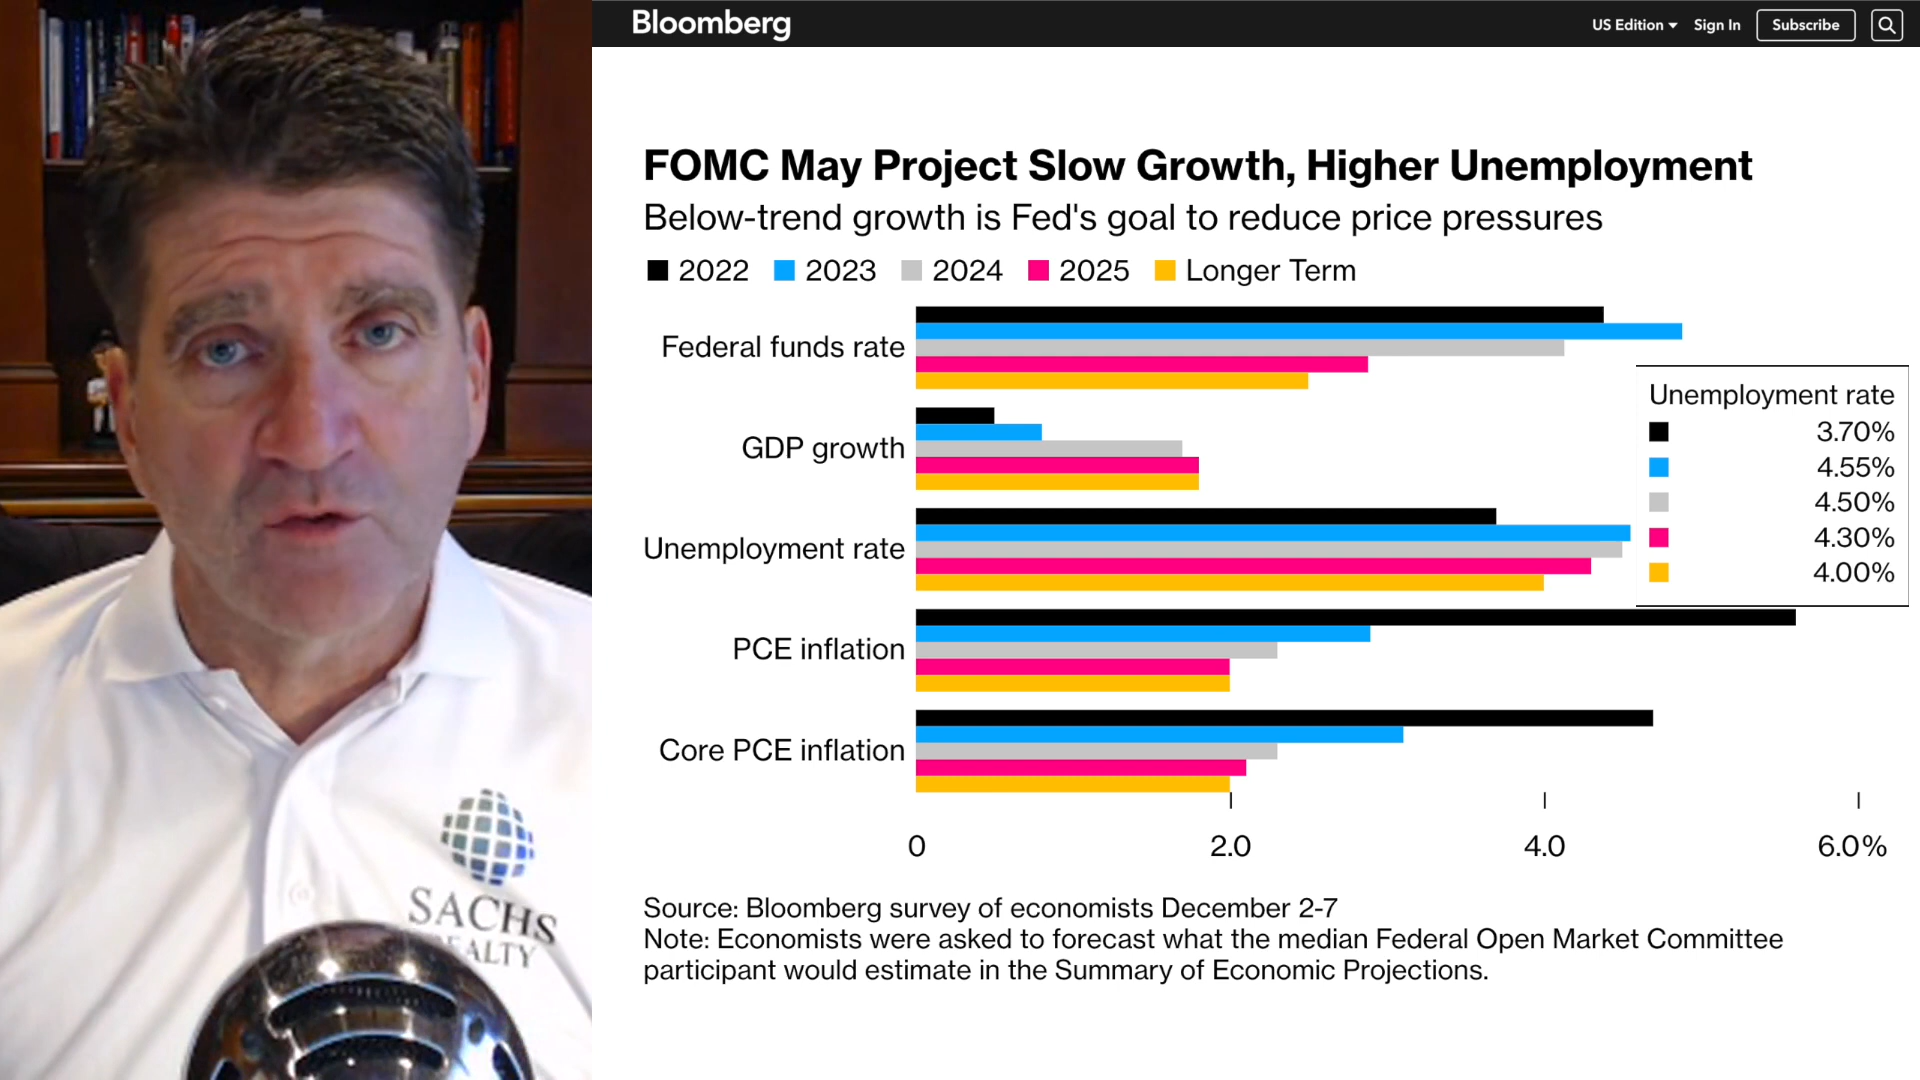 Bloomberg
US Edition
Sign In
Subscribe
FOMC May Project Slow Growth, Higher Unemployment
Below-trend growth is Fed's goal to reduce price pressures
2022 2023 2024 2025 Longer Term
Federal funds rate
GDP growth
Unemployment rate
PCE inflation
Core PCE inflation
Unemployment rate
3.70%
4.55%
4.50%
4.30%
4.00%
0 2.0 4.0 6.0%
Source: Bloomberg survey of economists December 2-7
Note: Economists were asked to forecast what the median Federal Open Market Committee
participant would estimate in the Summary of Economic Projections.
SACHS